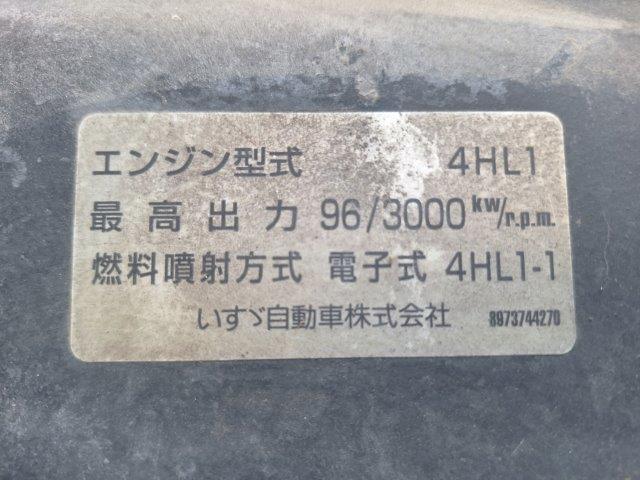 エンジン型式 4HL1
最高出力 96/3000 kw/r.p.m.
燃料噴射方式 電子式 4HL1-1
いすゞ自動車株式会社 8973744270